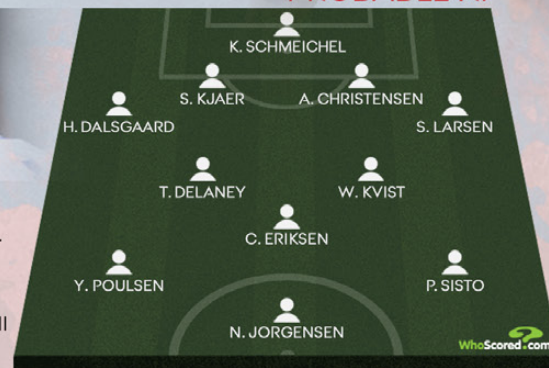 K. SCHMEICHEL
S. KJAER
A. CHRISTENSEN
H. DALSGAARD
S. LARSEN
T. DELANEY
W. KVIST
C. ERIKSEN
Y. POULSEN
P. SISTO
N. JORGENSEN
WhoScored.com